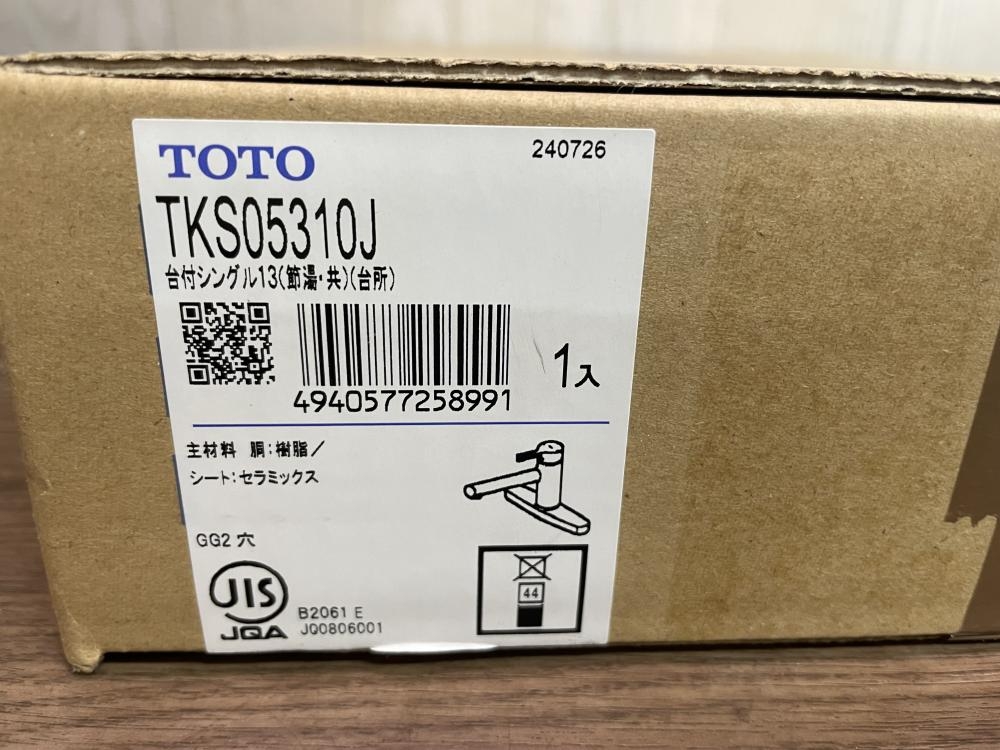 TOTO
240726
TKS05310J
台付シングル13(節湯・共)(台所)
4940577258991
1入
主材料 胴:樹脂/
シート:セラミックス
GG2 穴
JIS
JQA
B2061 E
JQ0806001
44